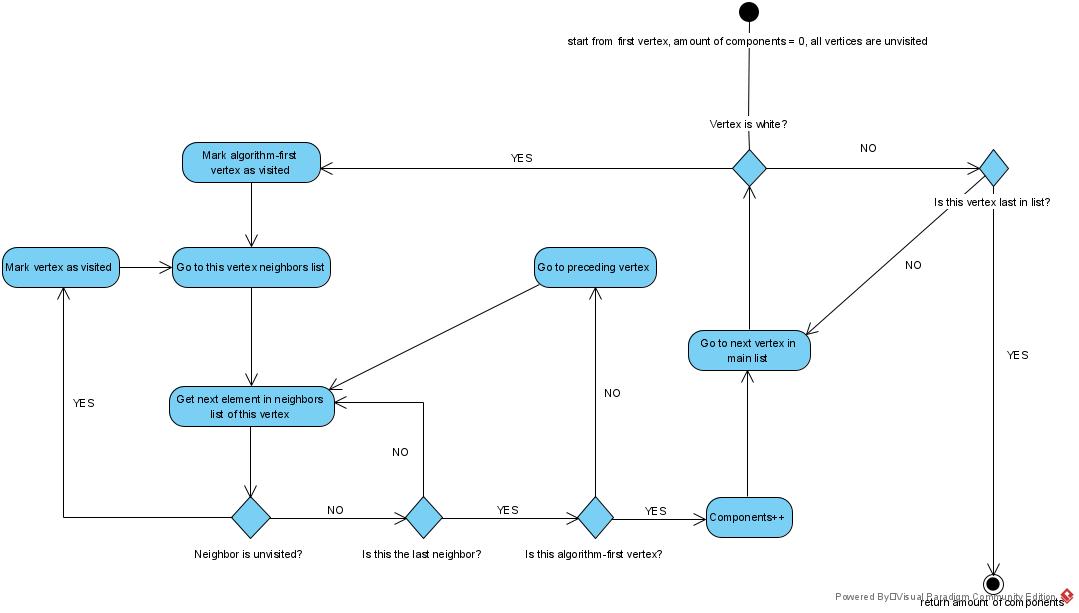 start from first vertex, amount of components = 0, all vertices are unvisited
Vertex is white?
NO
YES
Mark algorithm-first
vertex as visited
Is this vertex last in list?
Mark vertex as visited
Go to this vertex neighbors list
Go to preceding vertex
NO
Go to next vertex in
main list
YES
Get next element in neighbors
list of this vertex
YES
NO
NO
NO
YES
YES
Components++
Neighbor is unvisited?
Is this the last neighbor?
Is this algorithm-first vertex?
Powered By Visual Paradigm Community Edition
return amount of components